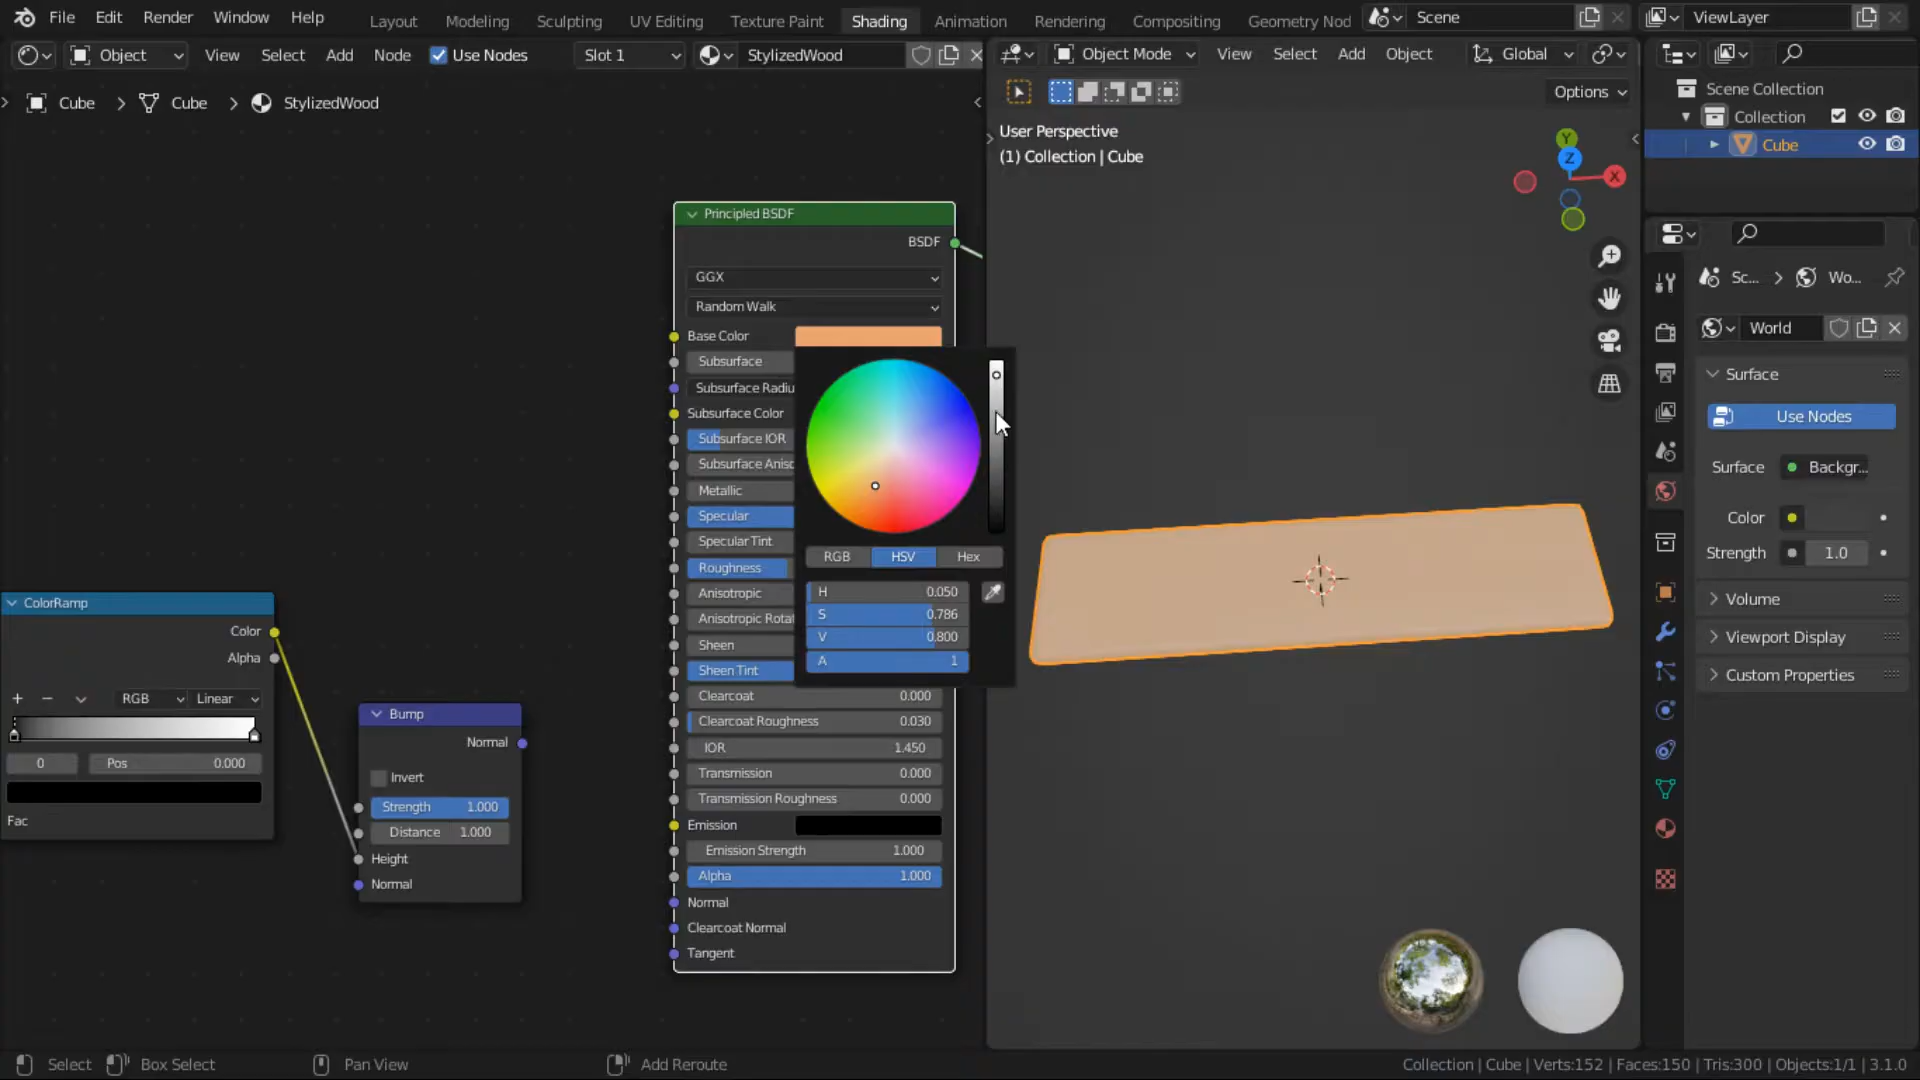 File Edit Render Window Help
Layout Modeling Sculpting UV Editing Texture Paint Shading Animation Rendering Compositing Geometry Nod
Scene
ViewLayer
Object View Select Add Node Use Nodes Slot 1 StylizedWood
Object Mode View Select Add Object Global
Cube Cube StylizedWood
Options
User Perspective
(1) Collection | Cube
Y
Z
X
Scene Collection
Collection
Cube
Principled BSDF
BSDF
GGX
Random Walk
Base Color
Subsurface
Subsurface Radiu
Subsurface Color
Subsurface IOR
Subsurface Anisc
Metallic
Specular
Specular Tint
Roughness
Anisotropic
Anisotropic Rotat
Sheen
Sheen Tint
Clearcoat 0.000
Clearcoat Roughness 0.030
IOR 1.450
Transmission 0.000
Transmission Roughness 0.000
Emission
Emission Strength 1.000
Alpha 1.000
Normal
Clearcoat Normal
Tangent
RGB HSV Hex
H 0.050
S 0.786
V 0.800
A 1
ColorRamp
Color
Alpha
RGB Linear
0 Pos 0.000
Fac
Bump
Normal
Invert
Strength 1.000
Distance 1.000
Height
Normal
Sc... Wo...
World
Surface
Use Nodes
Surface Backgr...
Color
Strength 1.0
Volume
Viewport Display
Custom Properties
Select Box Select Pan View Add Reroute
Collection | Cube | Verts:152 | Faces:150 | Tris:300 | Objects:1/1 | 3.1.0